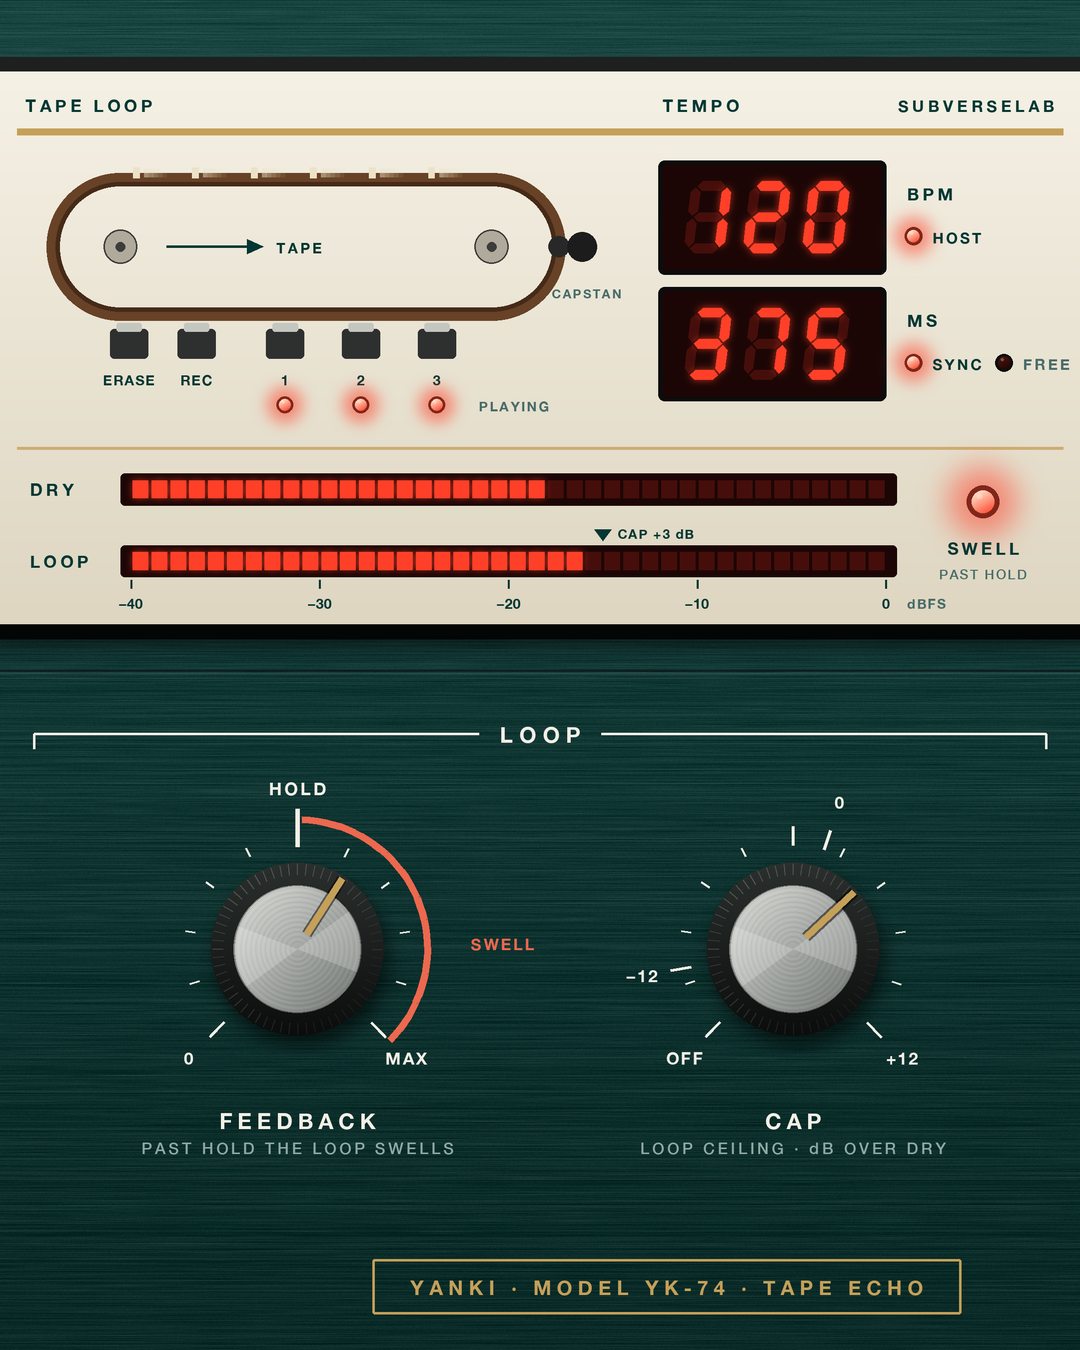 TAPE LOOP
TEMPO
SUBVERSELAB
TAPE
CAPSTAN
120
BPM
HOST
375
MS
SYNC
FREE
ERASE
REC
1
2
3
PLAYING
DRY
CAP +3 dB
LOOP
−40
−30
−20
−10
0
dBFS
SWELL
PAST HOLD
LOOP
HOLD
SWELL
0
MAX
FEEDBACK
PAST HOLD THE LOOP SWELLS
0
−12
OFF
+12
CAP
LOOP CEILING · dB OVER DRY
YANKI · MODEL YK-74 · TAPE ECHO